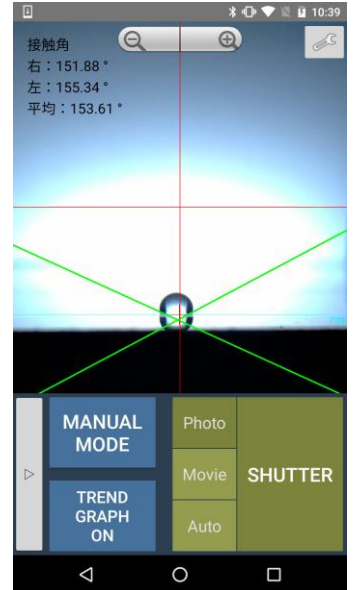 10:39
接触角
右：151.88 °
左：155.34 °
平均：153.61 °
MANUAL
MODE
TREND
GRAPH
ON
Photo
Movie
Auto
SHUTTER